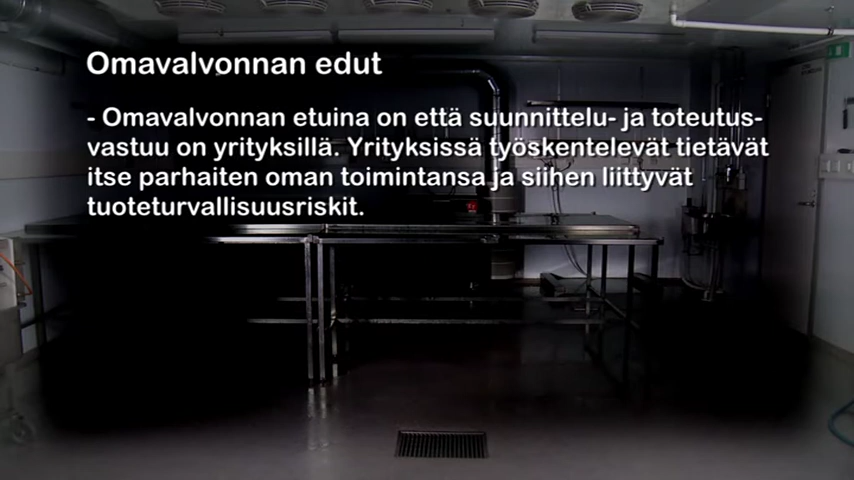 Omavalvonnan edut
- Omavalvonnan etuina on että suunnittelu- ja toteutus-
vastuu on yrityksillä. Yrityksissä työskentelevät tietävät
itse parhaiten oman toimintansa ja siihen liittyvät
tuoteturvallisuusriskit.